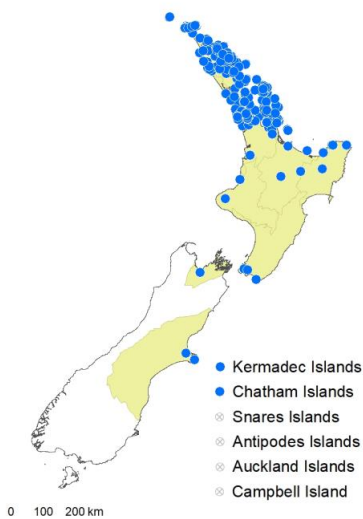 Kermadec Islands
Chatham Islands
Snares Islands
Antipodes Islands
Auckland Islands
Campbell Island
0 100 200 km